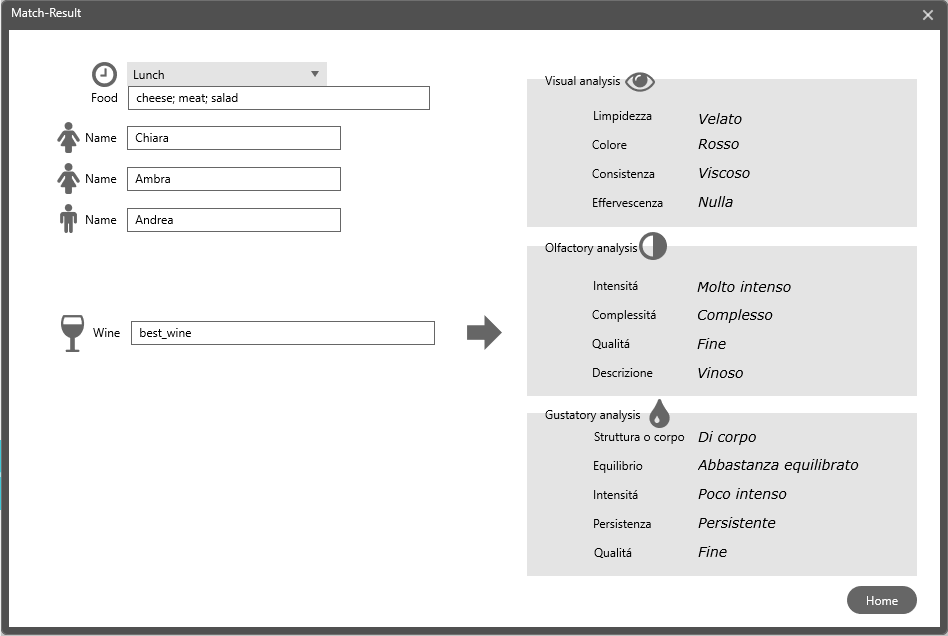 Match-Result
Lunch
Food cheese; meat; salad
Name Chiara
Name Ambra
Name Andrea
Wine best_wine
Visual analysis
Limpidezza Velato
Colore Rosso
Consistenza Viscoso
Effervescenza Nulla
Olfactory analysis
Intensitá Molto intenso
Complessitá Complesso
Qualitá Fine
Descrizione Vinoso
Gustatory analysis
Struttura o corpo Di corpo
Equilibrio Abbastanza equilibrato
Intensitá Poco intenso
Persistenza Persistente
Qualitá Fine
Home